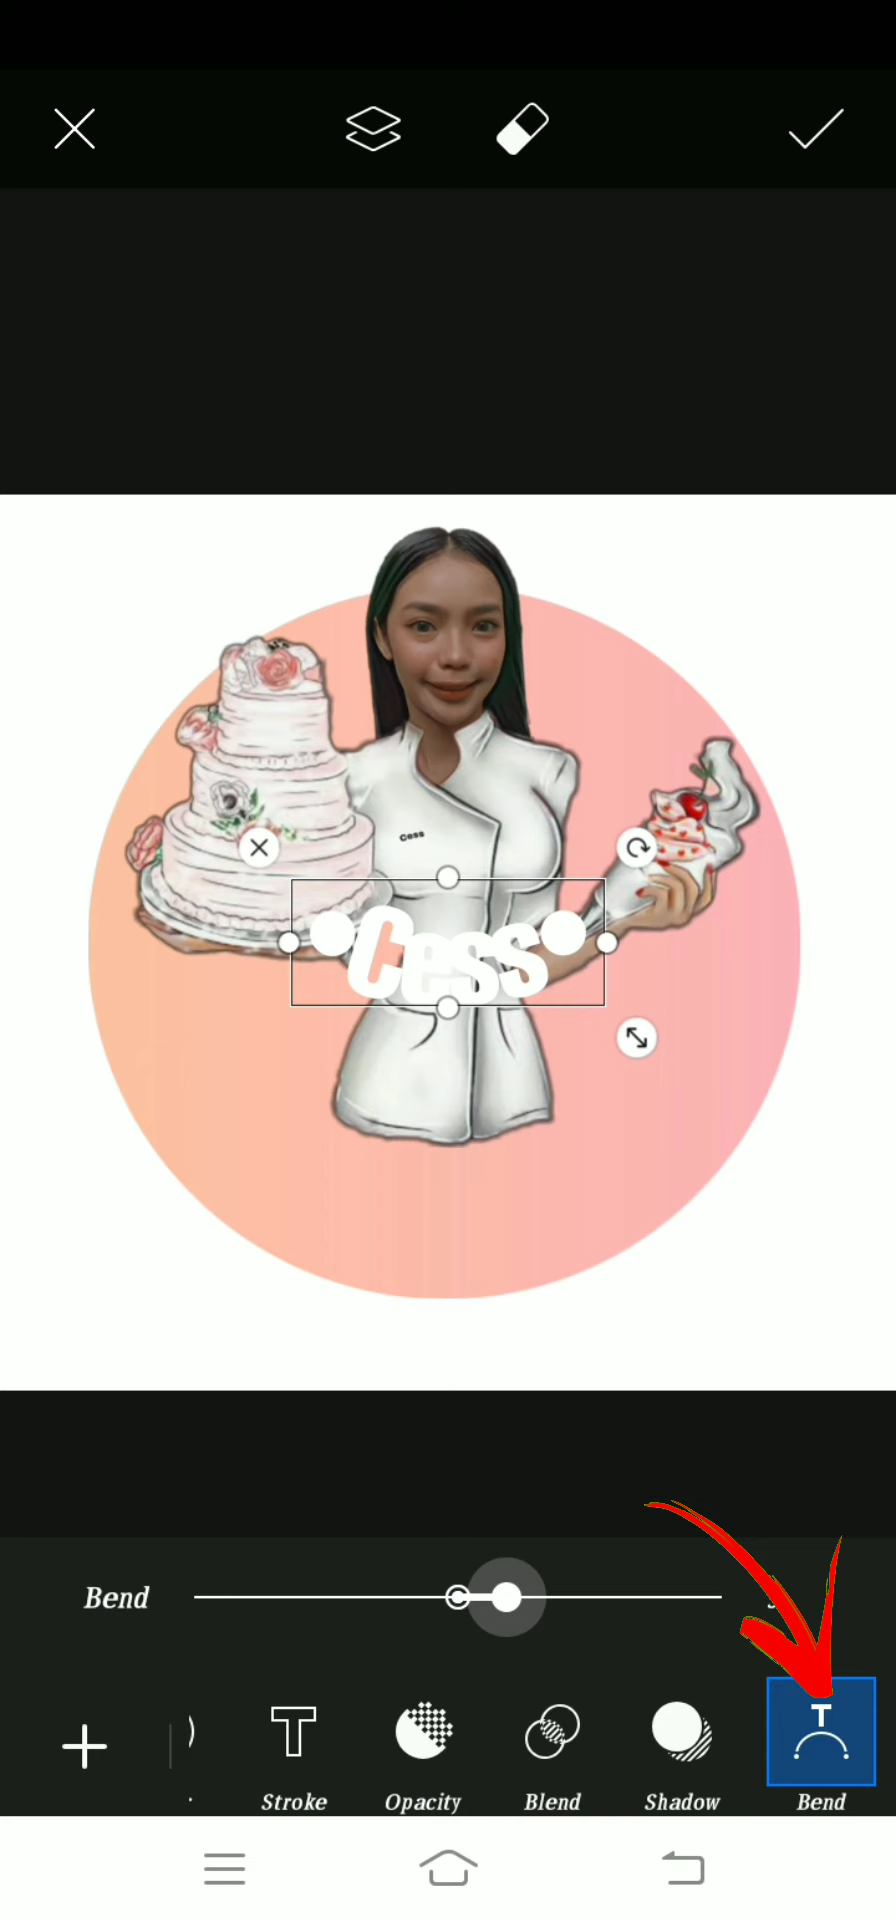 Cess
•Cess•
Bend
Stroke
Opacity
Blend
Shadow
Bend